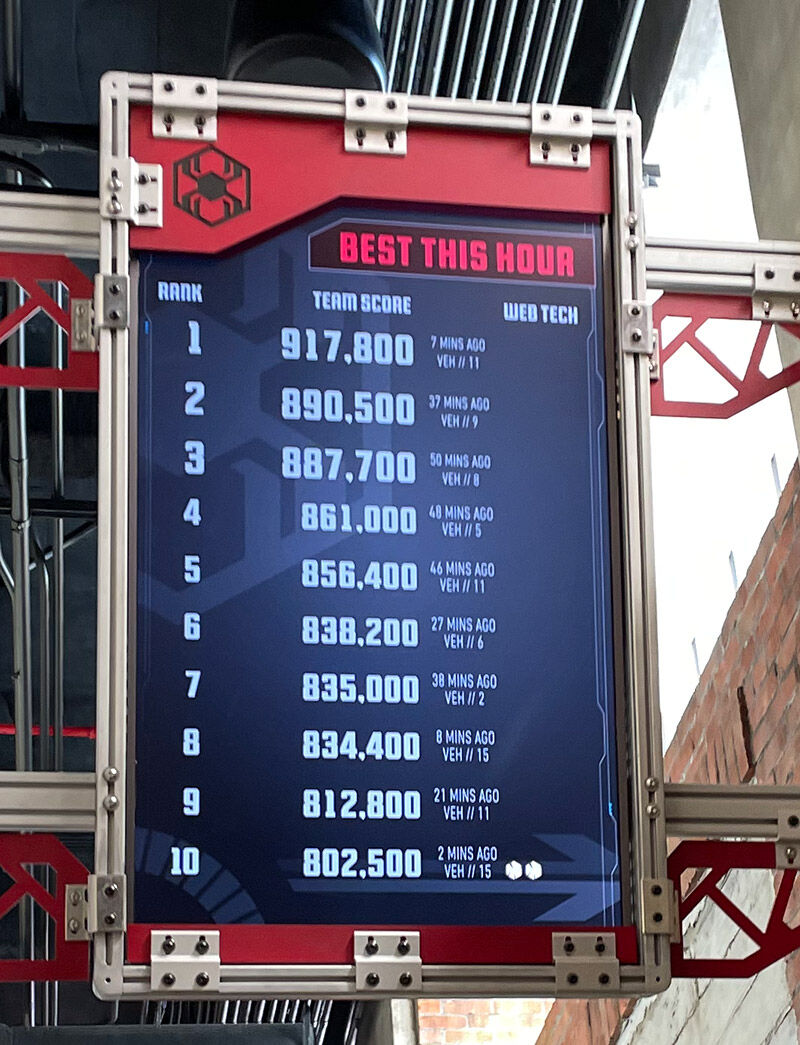 BEST THIS HOUR
RANK TEAM SCORE WEB TECH
1 917,800 7 MINS AGO
VEH // 11
2 890,500 37 MINS AGO
VEH // 9
3 887,700 50 MINS AGO
VEH // 8
4 861,000 48 MINS AGO
VEH // 5
5 856,400 46 MINS AGO
VEH // 11
6 838,200 27 MINS AGO
VEH // 6
7 835,000 38 MINS AGO
VEH // 2
8 834,400 8 MINS AGO
VEH // 15
9 812,800 21 MINS AGO
VEH // 11
10 802,500 2 MINS AGO
VEH // 15